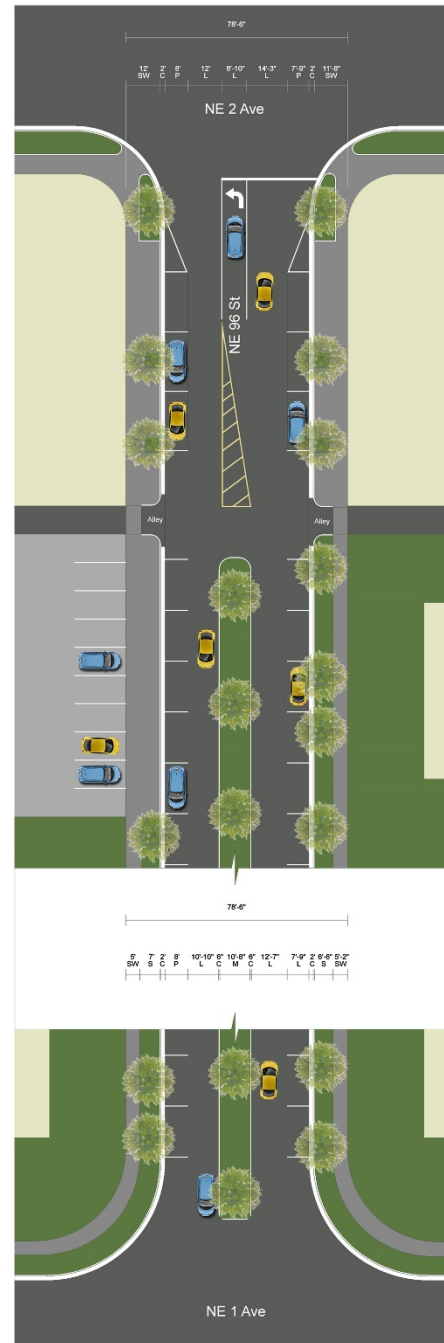 78'-6"
12' 2' 8' 12' 8'-10" 14'-3" 7'-9" 2' 11'-8"
SW C P L L L P C SW
NE 2 Ave
NE 96 St
Alley Alley
78'-6"
5' 7' 2' 8' 10'-10" 6" 10'-8" 6" 12'-7" 7'-9" 2' 6'-6" 5'-2"
SW S C P L C M C L L C S SW
NE 1 Ave